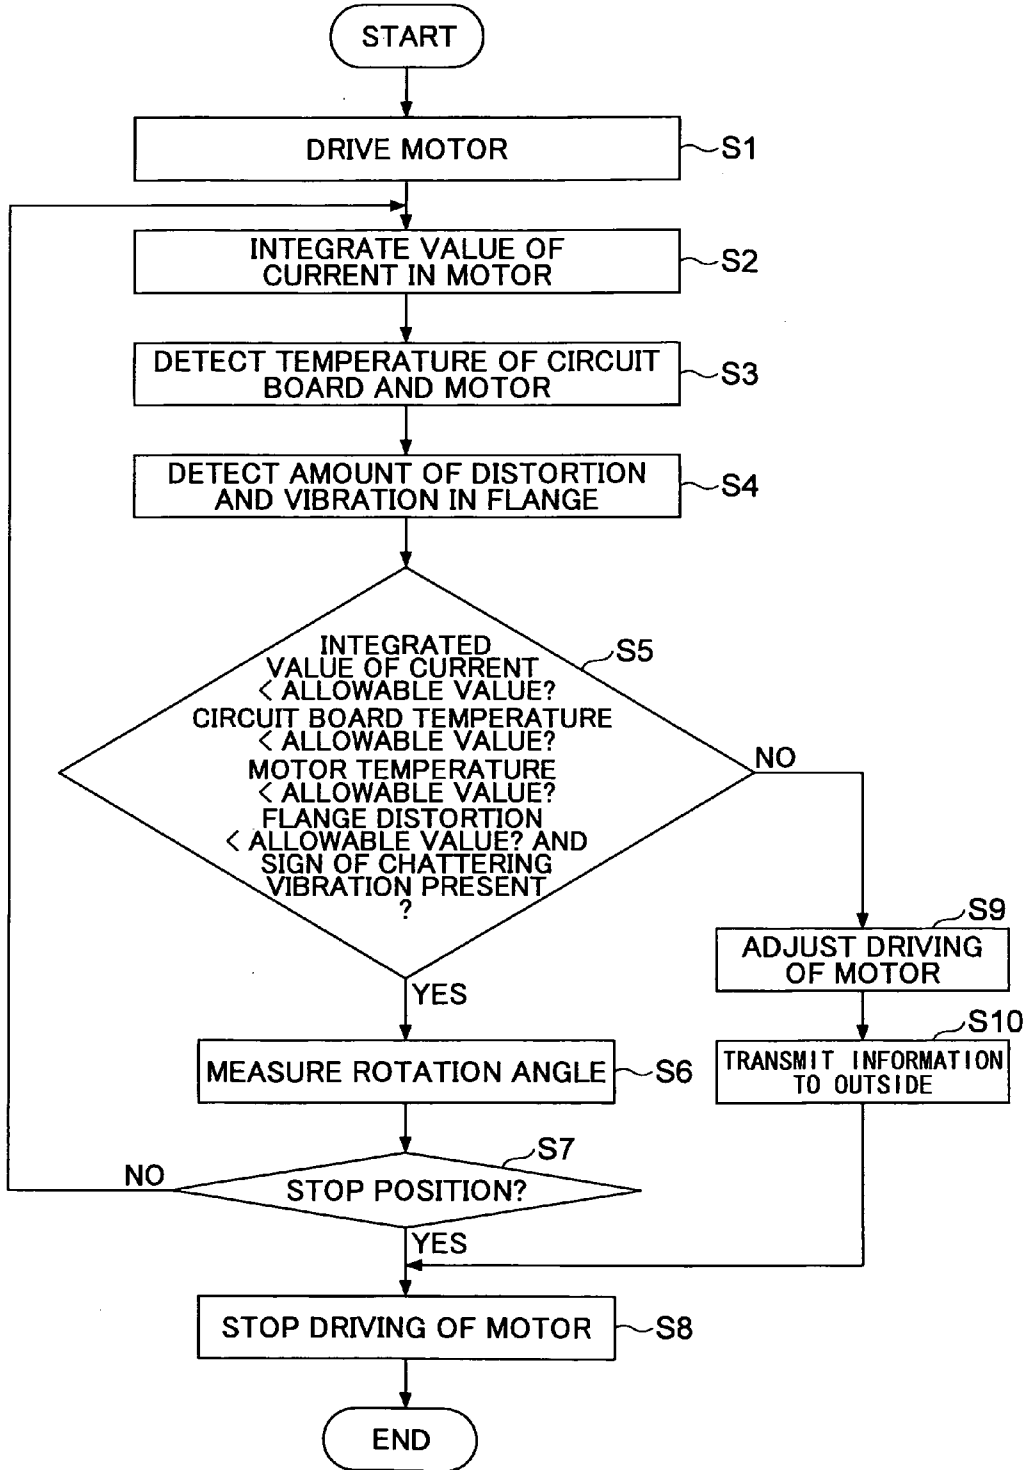 START
DRIVE MOTOR
S1
INTEGRATE VALUE OF
CURRENT IN MOTOR
S2
DETECT TEMPERATURE OF CIRCUIT
BOARD AND MOTOR
S3
DETECT AMOUNT OF DISTORTION
AND VIBRATION IN FLANGE
S4
INTEGRATED
VALUE OF CURRENT
< ALLOWABLE VALUE?
CIRCUIT BOARD TEMPERATURE
< ALLOWABLE VALUE?
MOTOR TEMPERATURE
< ALLOWABLE VALUE?
FLANGE DISTORTION
< ALLOWABLE VALUE? AND
SIGN OF CHATTERING
VIBRATION PRESENT
?
S5
NO
YES
S9
ADJUST DRIVING
OF MOTOR
S10
TRANSMIT INFORMATION
TO OUTSIDE
MEASURE ROTATION ANGLE
S6
S7
NO
STOP POSITION?
YES
STOP DRIVING OF MOTOR
S8
END